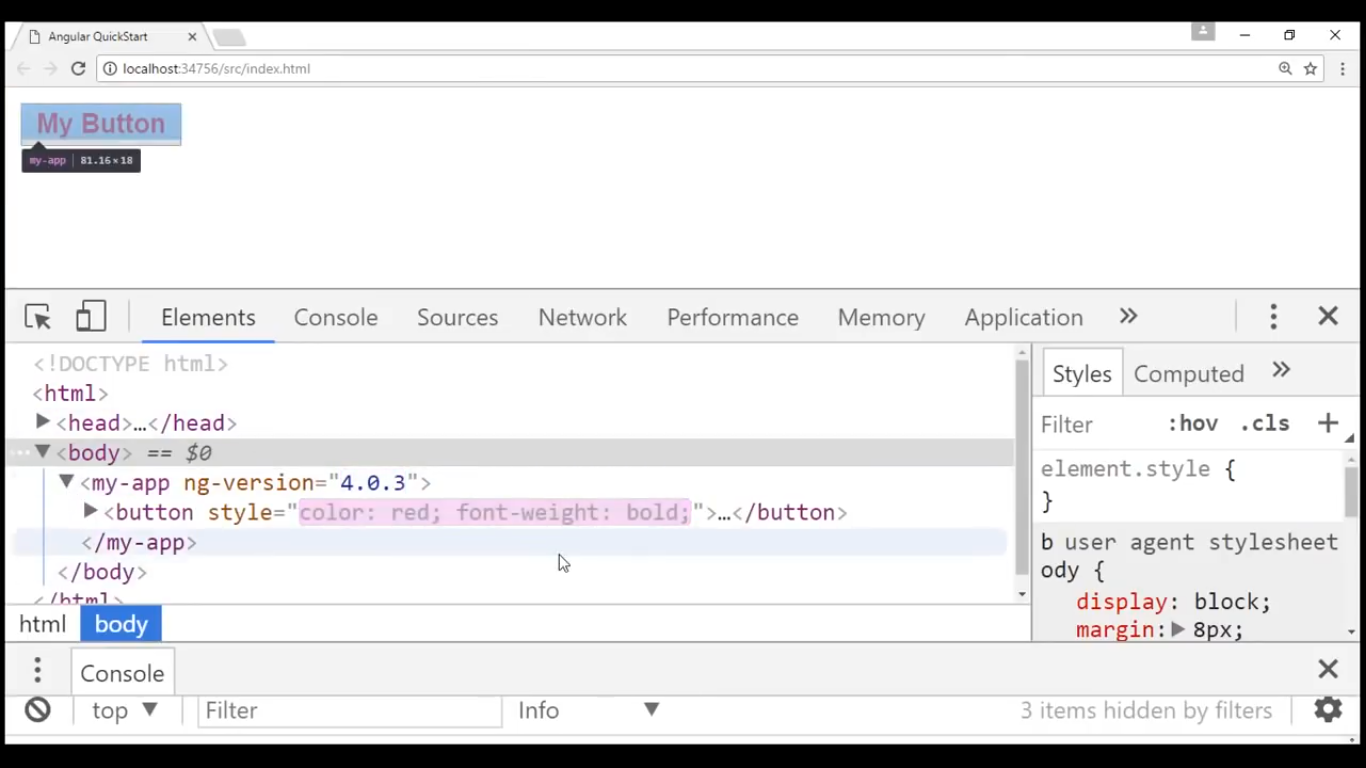 Angular QuickStart
localhost:34756/src/index.html
My Button
my-app | 81.16×18
Elements Console Sources Network Performance Memory Application »
<!DOCTYPE html>
<html>
<head>…</head>
<body> == $0
<my-app ng-version="4.0.3">
<button style="color: red; font-weight: bold;">…</button>
</my-app>
</body>
</html>
html body
Styles Computed »
Filter :hov .cls +
element.style {
}
b user agent stylesheet
ody {
display: block;
margin: 8px;
Console
top Filter Info 3 items hidden by filters